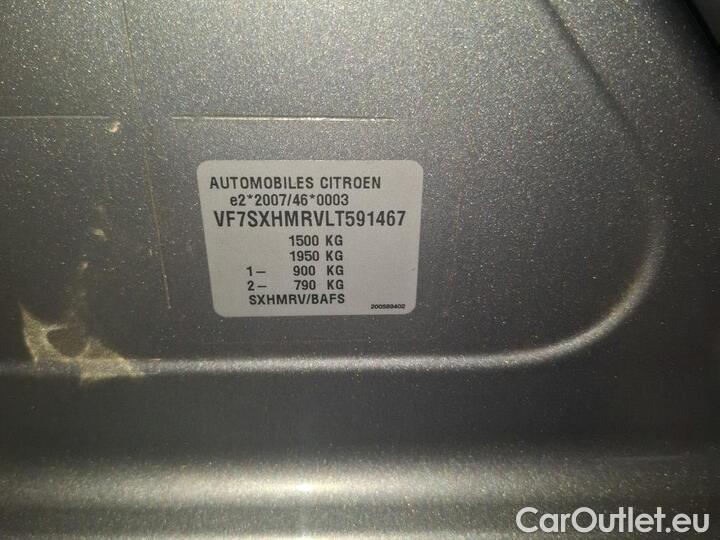 AUTOMOBILES CITROEN
e2*2007/46*0003
VF7SXHMRVLT591467
1500 KG
1950 KG
1- 900 KG
2- 790 KG
SXHMRV/BAFS
200589402
CarOutlet.eu